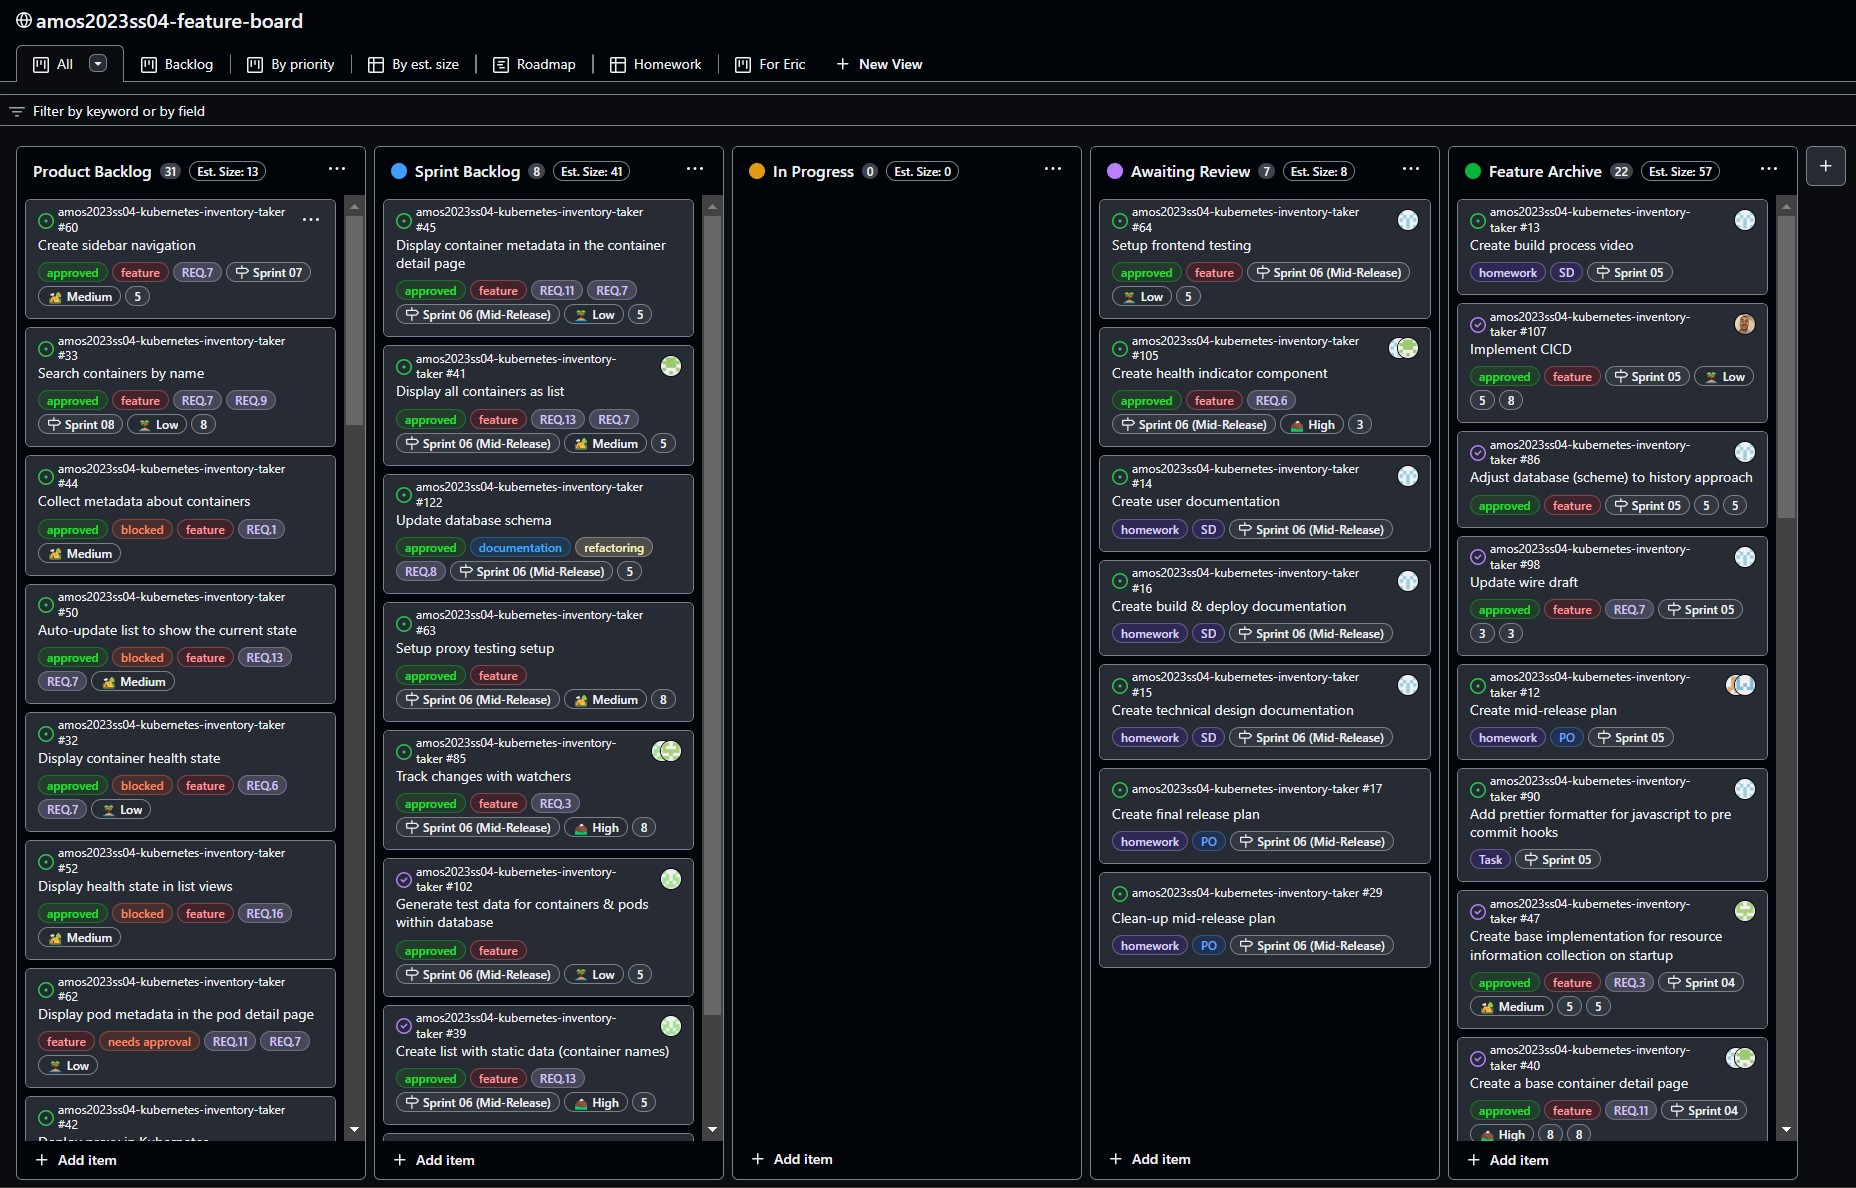 amos2023ss04-feature-board
All
Backlog
By priority
By est. size
Roadmap
Homework
For Eric
New View
Filter by keyword or by field
Product Backlog 31 Est. Size: 13
amos2023ss04-kubernetes-inventory-taker
#60
Create sidebar navigation
approved feature REQ.7 Sprint 07
Medium 5
amos2023ss04-kubernetes-inventory-taker
#33
Search containers by name
approved feature REQ.7 REQ.9
Sprint 08 Low 8
amos2023ss04-kubernetes-inventory-taker
#44
Collect metadata about containers
approved blocked feature REQ.1
Medium
amos2023ss04-kubernetes-inventory-taker
#50
Auto-update list to show the current state
approved blocked feature REQ.13
REQ.7 Medium
amos2023ss04-kubernetes-inventory-taker
#32
Display container health state
approved blocked feature REQ.6
REQ.7 Low
amos2023ss04-kubernetes-inventory-taker
#52
Display health state in list views
approved blocked feature REQ.16
Medium
amos2023ss04-kubernetes-inventory-taker
#62
Display pod metadata in the pod detail page
feature needs approval REQ.11 REQ.7
Low
amos2023ss04-kubernetes-inventory-taker
#42
Deploy proxy in Kubernetes
Add item
Sprint Backlog 8 Est. Size: 41
amos2023ss04-kubernetes-inventory-taker
#45
Display container metadata in the container
detail page
approved feature REQ.11 REQ.7
Sprint 06 (Mid-Release) Low 5
amos2023ss04-kubernetes-inventory-
taker #41
Display all containers as list
approved feature REQ.13 REQ.7
Sprint 06 (Mid-Release) Medium 5
amos2023ss04-kubernetes-inventory-taker
#122
Update database schema
approved documentation refactoring
REQ.8 Sprint 06 (Mid-Release) 5
amos2023ss04-kubernetes-inventory-taker
#63
Setup proxy testing setup
approved feature
Sprint 06 (Mid-Release) Medium 8
amos2023ss04-kubernetes-inventory-
taker #85
Track changes with watchers
approved feature REQ.3
Sprint 06 (Mid-Release) High 8
amos2023ss04-kubernetes-inventory-
taker #102
Generate test data for containers & pods
within database
approved feature
Sprint 06 (Mid-Release) Low 5
amos2023ss04-kubernetes-inventory-
taker #39
Create list with static data (container names)
approved feature REQ.13
Sprint 06 (Mid-Release) High 5
Add item
In Progress 0 Est. Size: 0
Add item
Awaiting Review 7 Est. Size: 8
amos2023ss04-kubernetes-inventory-taker
#64
Setup frontend testing
approved feature Sprint 06 (Mid-Release)
Low 5
amos2023ss04-kubernetes-inventory-taker
#105
Create health indicator component
approved feature REQ.6
Sprint 06 (Mid-Release) High 3
amos2023ss04-kubernetes-inventory-taker
#14
Create user documentation
homework SD Sprint 06 (Mid-Release)
amos2023ss04-kubernetes-inventory-taker
#16
Create build & deploy documentation
homework SD Sprint 06 (Mid-Release)
amos2023ss04-kubernetes-inventory-taker
#15
Create technical design documentation
homework SD Sprint 06 (Mid-Release)
amos2023ss04-kubernetes-inventory-taker #17
Create final release plan
homework PO Sprint 06 (Mid-Release)
amos2023ss04-kubernetes-inventory-taker #29
Clean-up mid-release plan
homework PO Sprint 06 (Mid-Release)
Add item
Feature Archive 22 Est. Size: 57
amos2023ss04-kubernetes-inventory-
taker #13
Create build process video
homework SD Sprint 05
amos2023ss04-kubernetes-inventory-
taker #107
Implement CICD
approved feature Sprint 05 Low
5 8
amos2023ss04-kubernetes-inventory-
taker #86
Adjust database (scheme) to history approach
approved feature Sprint 05 5 5
amos2023ss04-kubernetes-inventory-
taker #98
Update wire draft
approved feature REQ.7 Sprint 05
3 3
amos2023ss04-kubernetes-inventory-
taker #12
Create mid-release plan
homework PO Sprint 05
amos2023ss04-kubernetes-inventory-
taker #90
Add prettier formatter for javascript to pre
commit hooks
Task Sprint 05
amos2023ss04-kubernetes-inventory-
taker #47
Create base implementation for resource
information collection on startup
approved feature REQ.3 Sprint 04
Medium 5 5
amos2023ss04-kubernetes-inventory-
taker #40
Create a base container detail page
approved feature REQ.11 Sprint 04
High 8 8
Add item